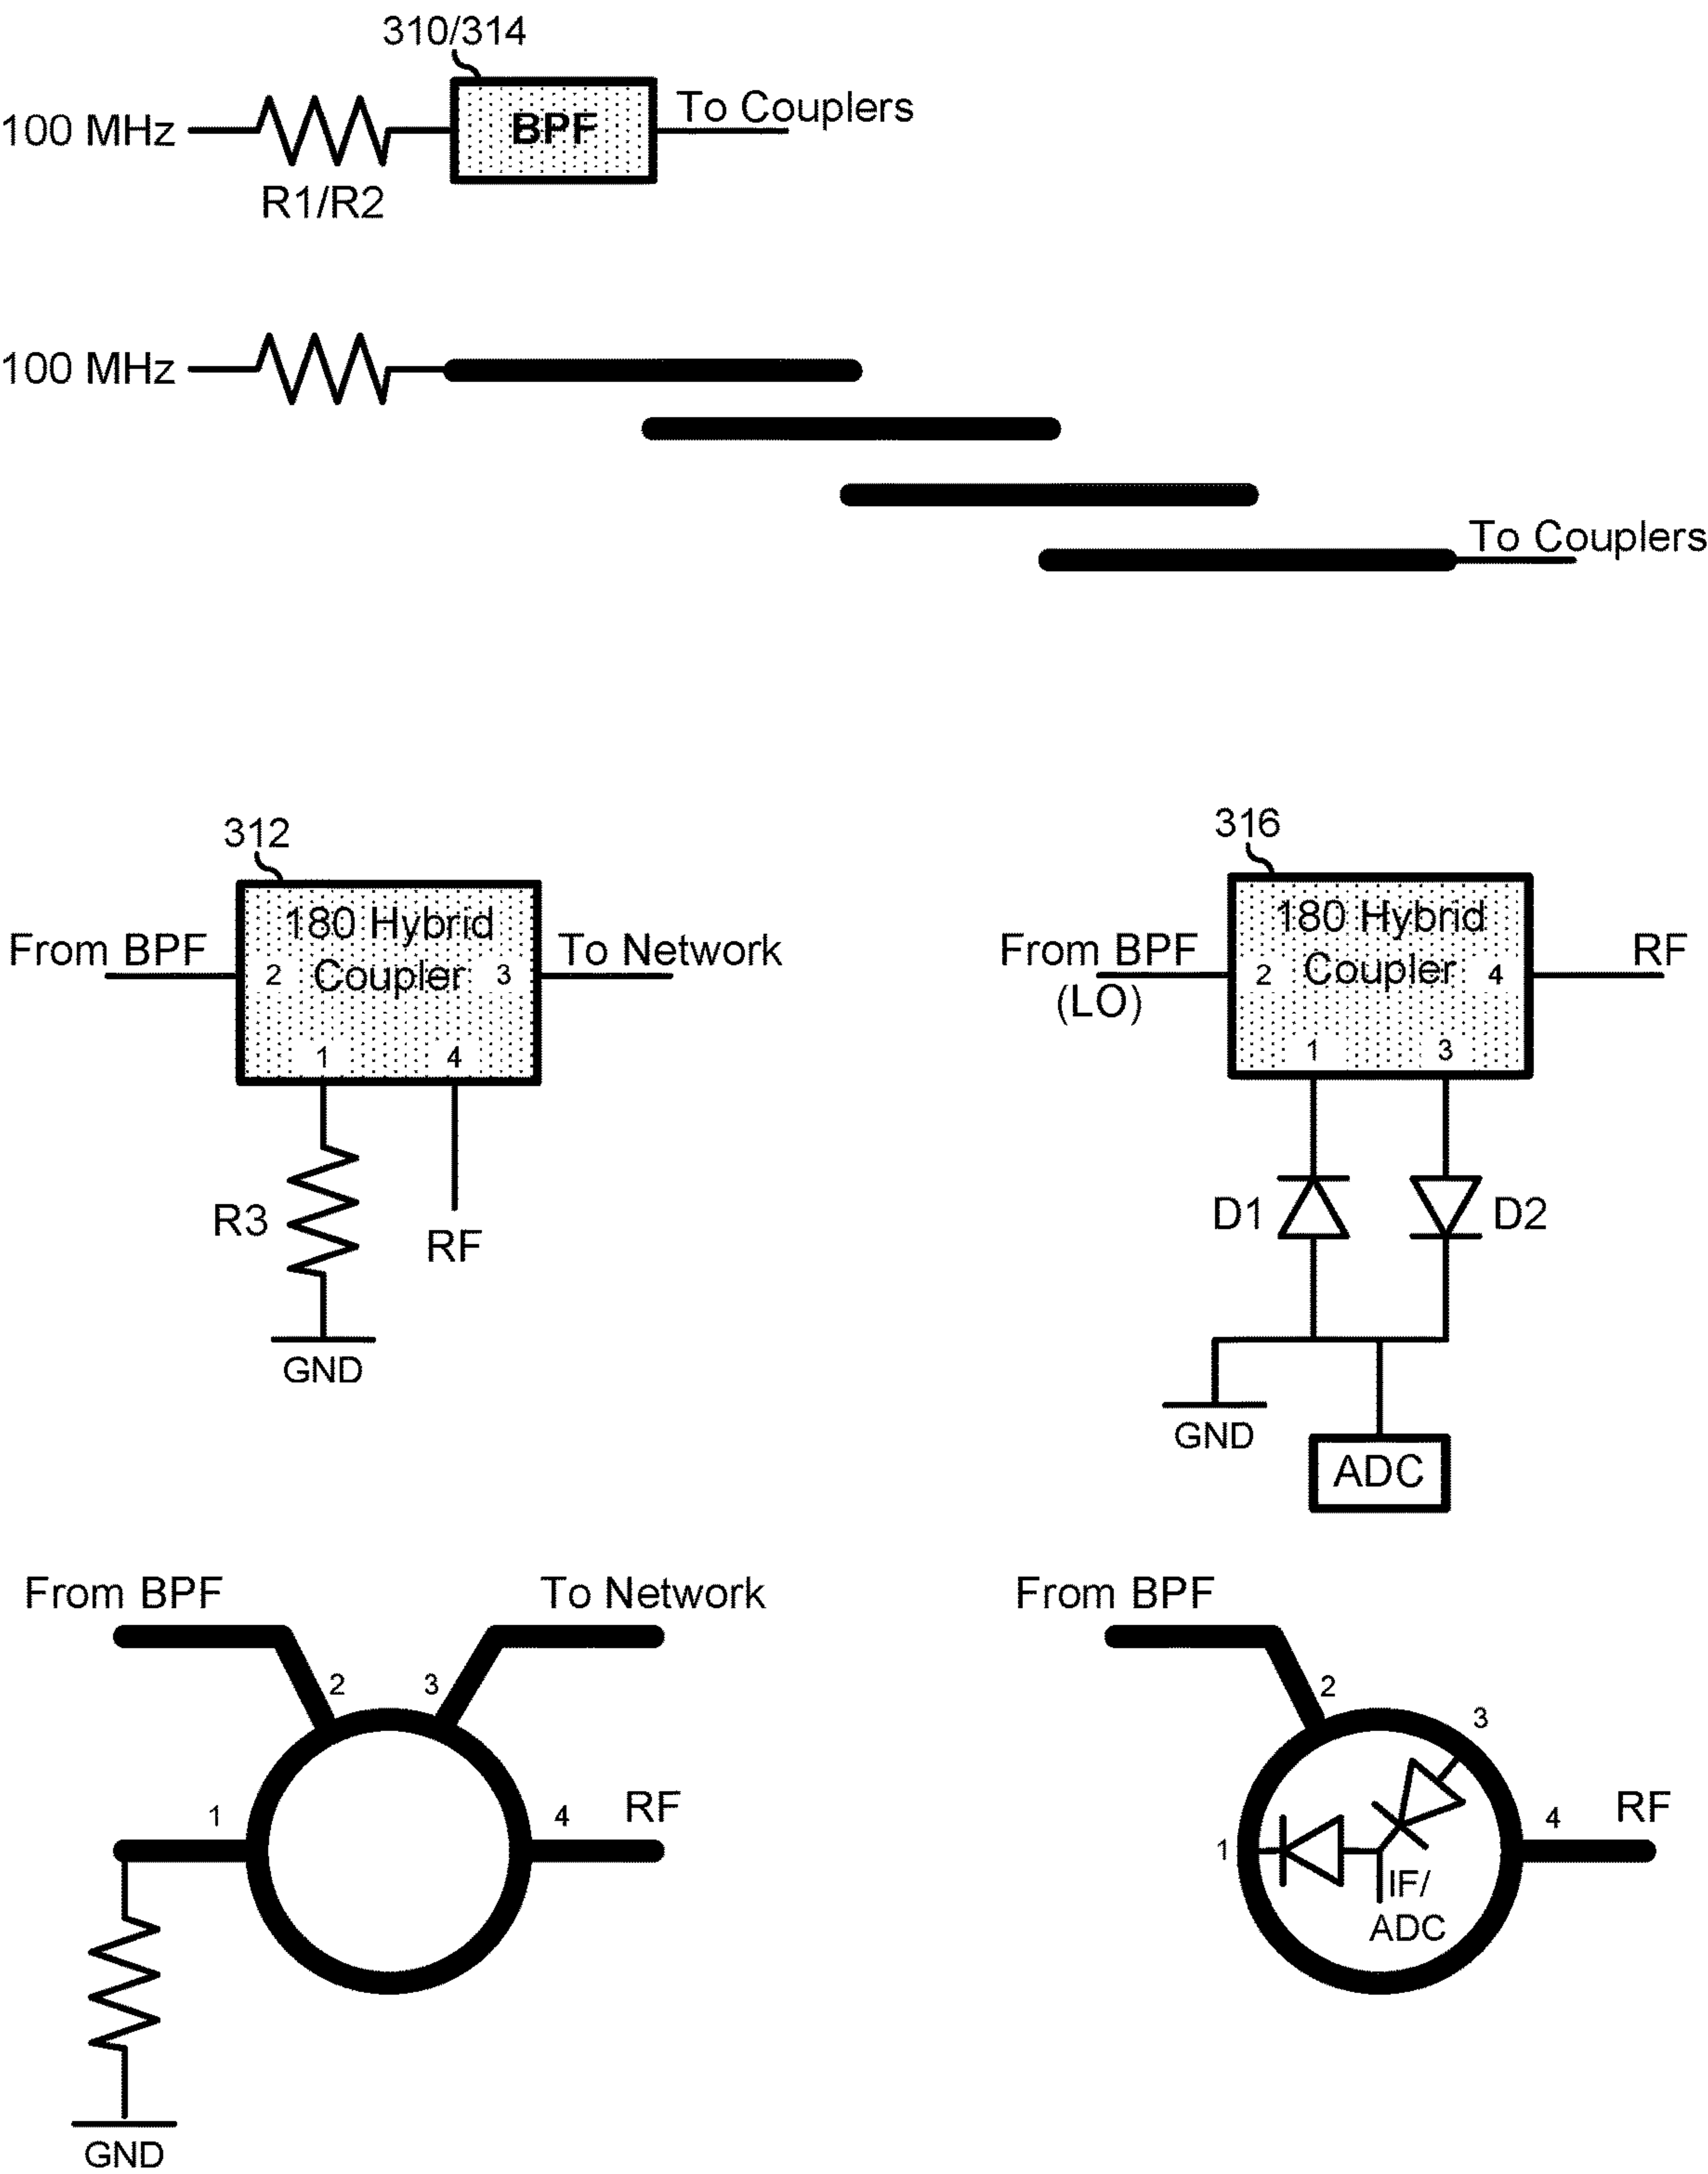 310/314
100 MHz
BPF
To Couplers
R1/R2
100 MHz
To Couplers
312
180 Hybrid
Coupler
From BPF
2
3
To Network
1
4
R3
RF
GND
316
180 Hybrid
Coupler
From BPF
(LO)
2
4
RF
1
3
D1
D2
GND
ADC
From BPF
To Network
2
3
1
4
RF
GND
From BPF
2
3
1
4
RF
IF/
ADC